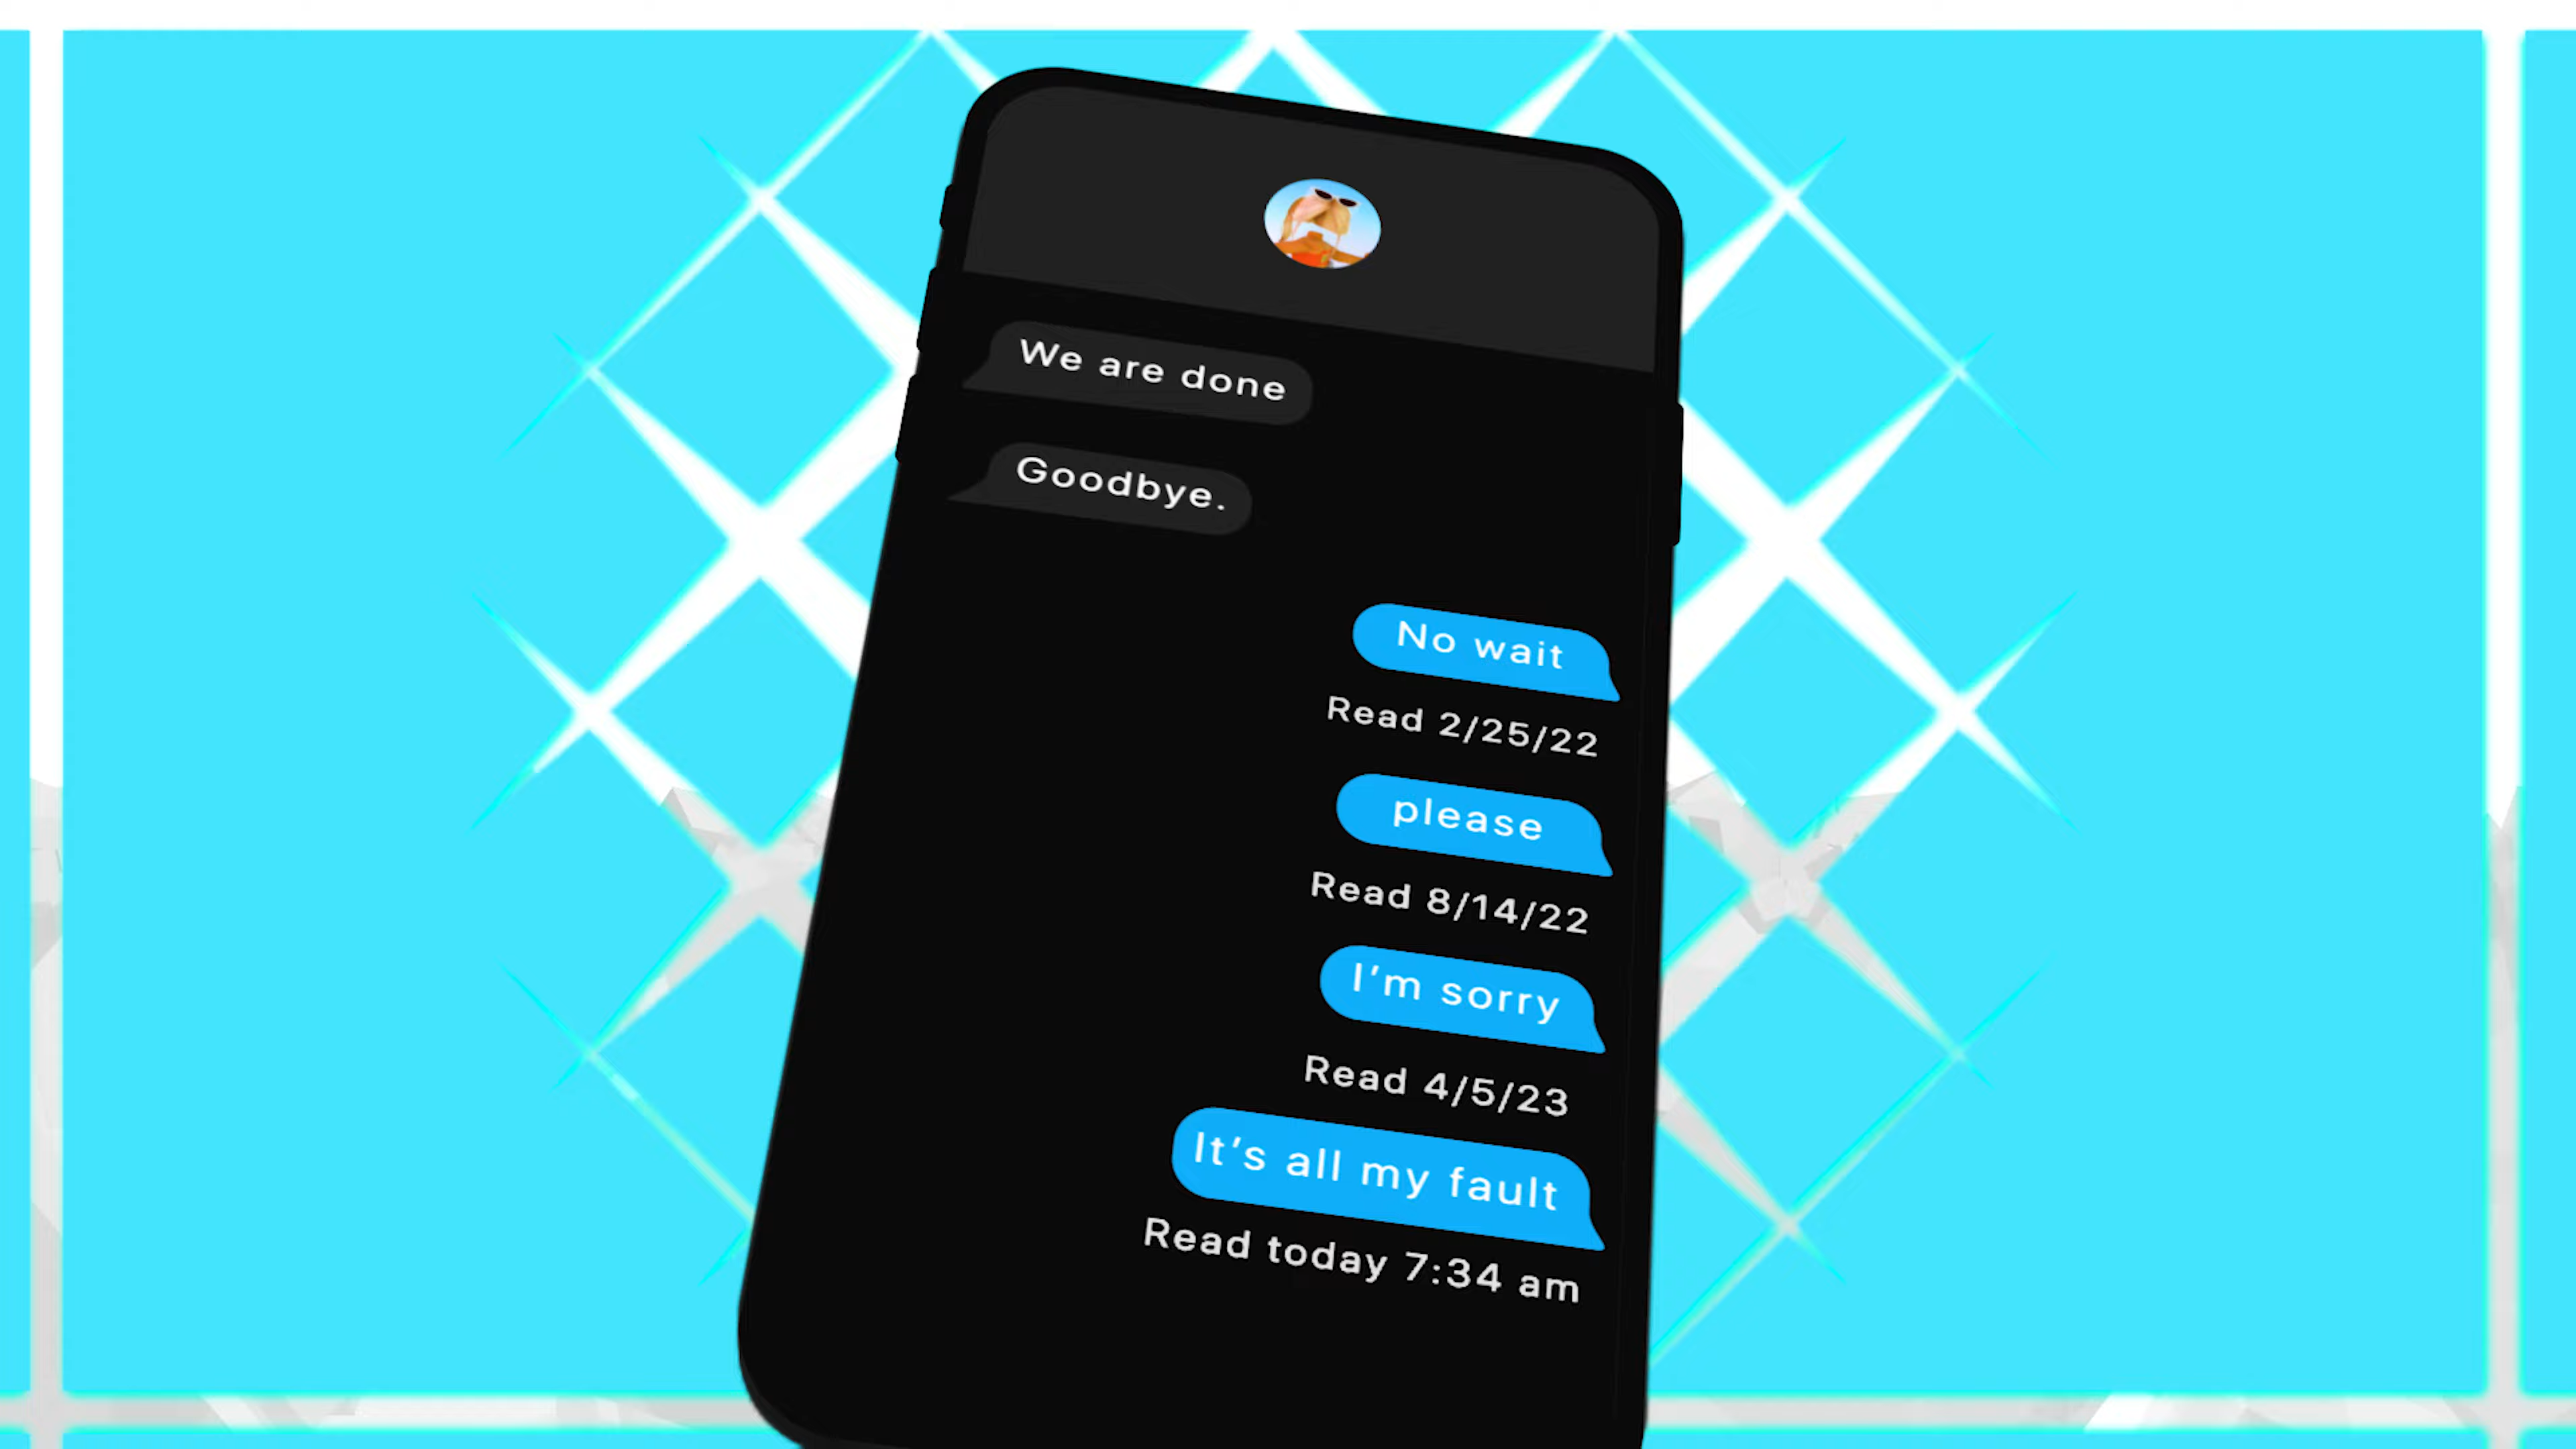 We are done
Goodbye.
No wait
Read 2/25/22
please
Read 8/14/22
I’m sorry
Read 4/5/23
It’s all my fault
Read today 7:34 am